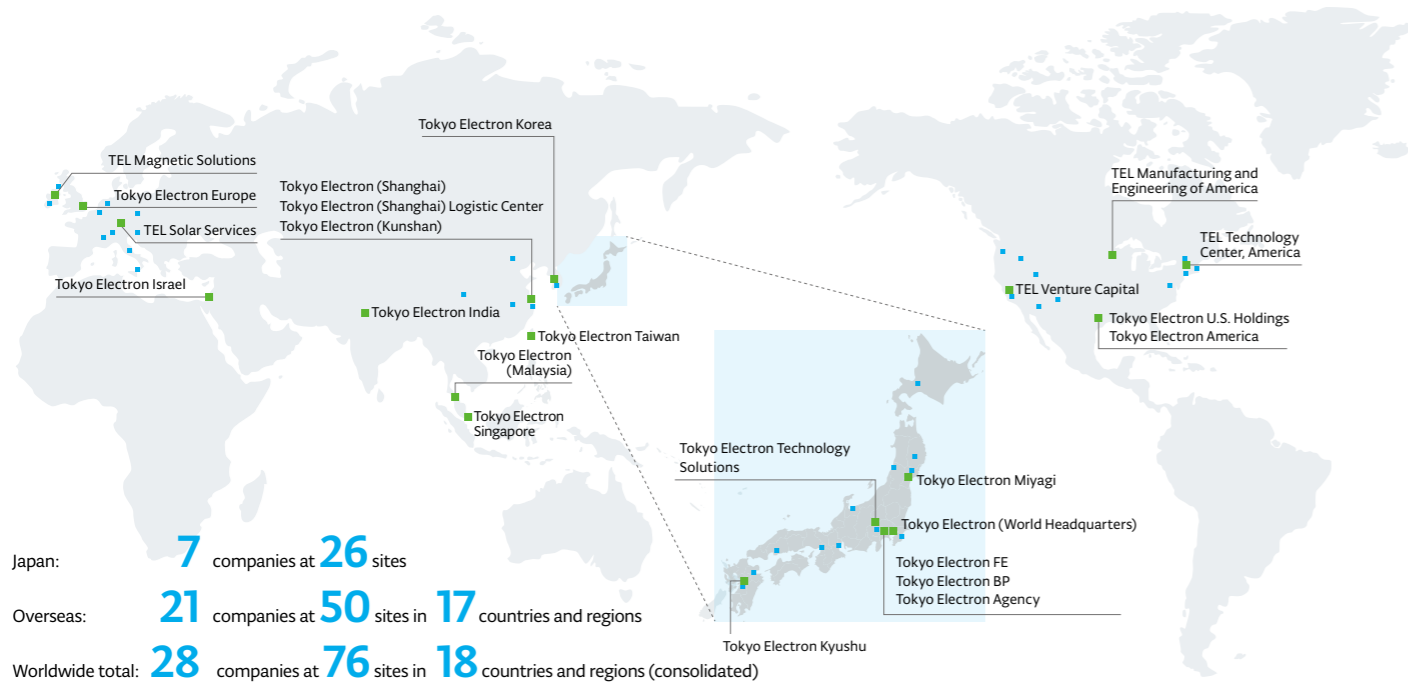 Tokyo Electron Korea
TEL Magnetic Solutions
Tokyo Electron Europe
TEL Solar Services
Tokyo Electron Israel
Tokyo Electron (Shanghai)
Tokyo Electron (Shanghai) Logistic Center
Tokyo Electron (Kunshan)
Tokyo Electron India
Tokyo Electron Taiwan
Tokyo Electron
(Malaysia)
Tokyo Electron
Singapore
TEL Manufacturing and
Engineering of America
TEL Technology
Center, America
TEL Venture Capital
Tokyo Electron U.S. Holdings
Tokyo Electron America
Tokyo Electron Technology
Solutions
Tokyo Electron Miyagi
Tokyo Electron (World Headquarters)
Tokyo Electron FE
Tokyo Electron BP
Tokyo Electron Agency
Tokyo Electron Kyushu
Japan: 7 companies at 26 sites
Overseas: 21 companies at 50 sites in 17 countries and regions
Worldwide total: 28 companies at 76 sites in 18 countries and regions (consolidated)